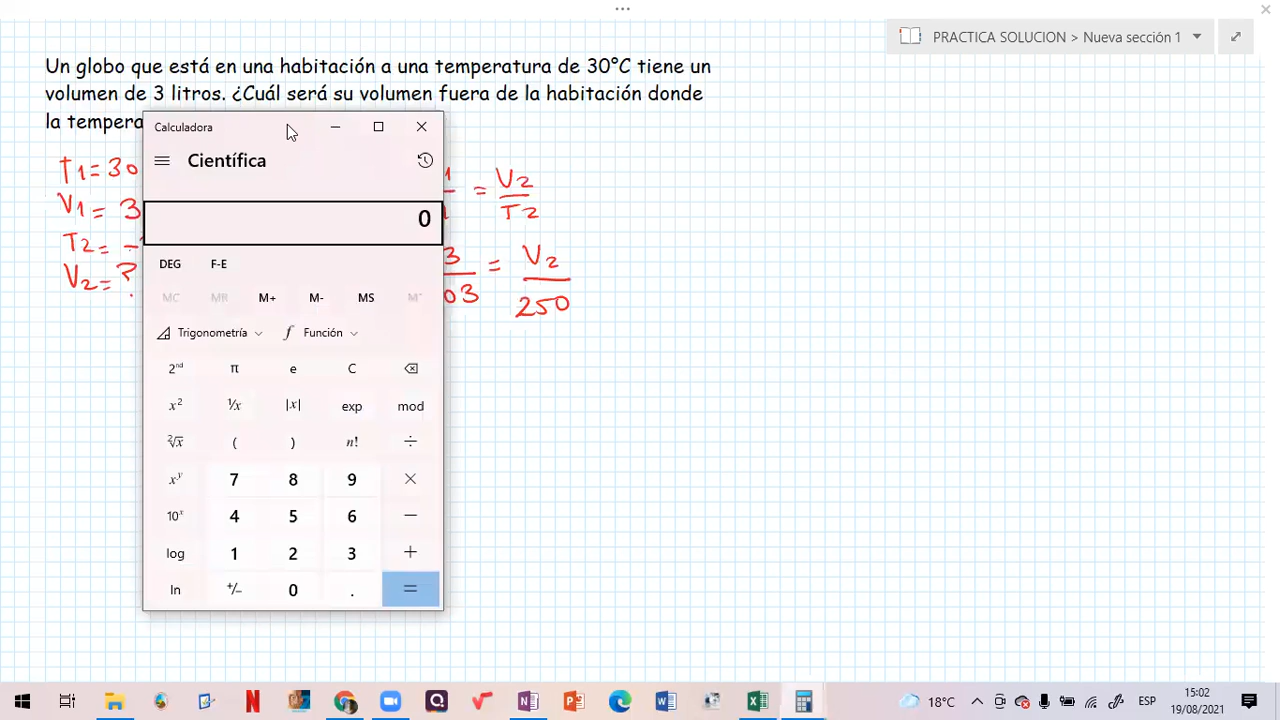 PRACTICA SOLUCION > Nueva sección 1
Un globo que está en una habitación a una temperatura de 30°C tiene un
volumen de 3 litros. ¿Cuál será su volumen fuera de la habitación donde
la tempera
T1 = 30
V1 = 3
T2 = -
V2 = ?
1 = V2
1 T2
3 = V2
03 250
Calculadora
Científica
0
DEG F-E
MC MR M+ M- MS M˅
Trigonometría ƒ Función
2nd π e C
x² ¹/x |x| exp mod
²√x ( ) n! ÷
xʸ 7 8 9 ×
10ˣ 4 5 6 −
log 1 2 3 +
ln +/− 0 . =
18°C ESP 15:02
19/08/2021